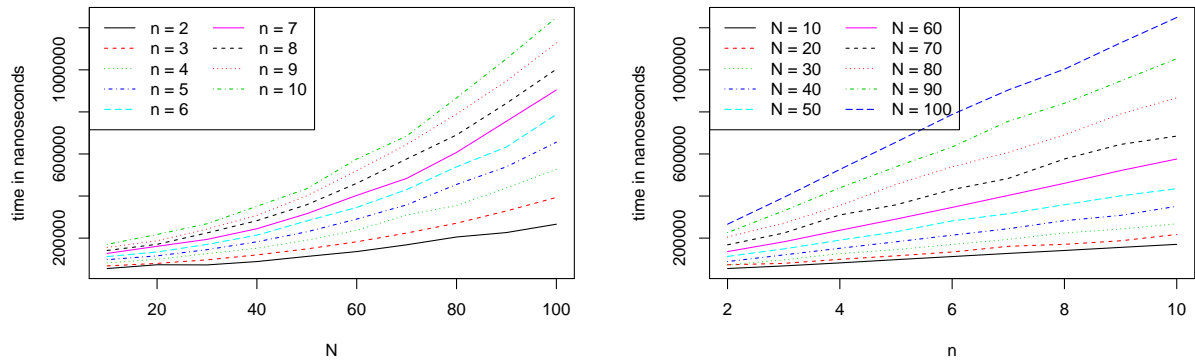 n = 2
n = 3
n = 4
n = 5
n = 6
n = 7
n = 8
n = 9
n = 10
time in nanoseconds
200000
600000
1000000
20
40
60
80
100
N
N = 10
N = 20
N = 30
N = 40
N = 50
N = 60
N = 70
N = 80
N = 90
N = 100
time in nanoseconds
200000
600000
1000000
2
4
6
8
10
n